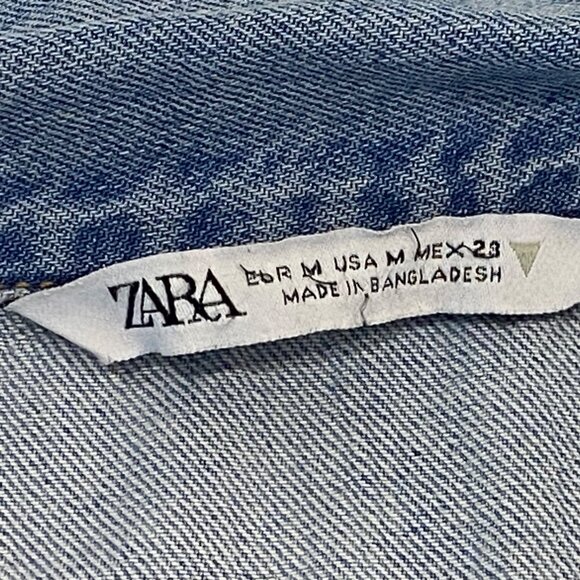 ZARA
EUR M USA M MEX 28
MADE IN BANGLADESH